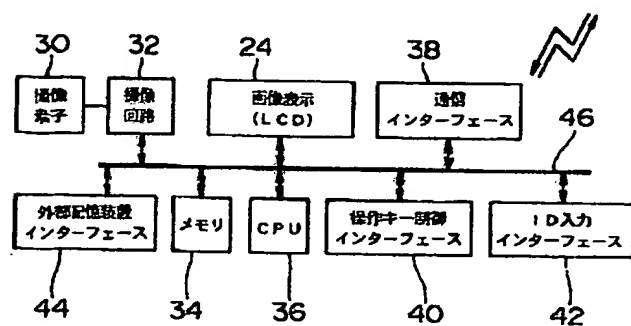 30
32
24
38
撮像
素子
撮像
回路
画像表示
(LCD)
通信
インターフェース
46
外部記憶装置
インターフェース
メモリ
CPU
操作キー制御
インターフェース
ID入力
インターフェース
44
34
36
40
42